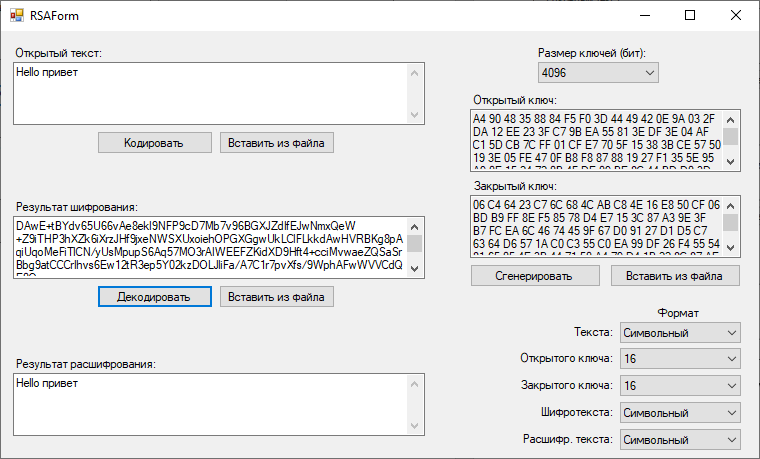 RSAForm
Открытый текст:
Hello привет
Кодировать
Вставить из файла
Размер ключей (бит):
4096
Открытый ключ:
A4 90 48 35 88 84 F5 F0 3D 44 49 42 0E 9A 03 2F
DA 12 EE 23 3F C7 9B EA 55 81 3E DF 3E 04 AF
C1 5D CB 7C FF 01 CF E7 70 5F 15 38 3B CE 57 50
19 3E 05 FE 47 0F B8 F8 87 88 19 27 F1 35 5E 95
Закрытый ключ:
06 C4 64 23 C7 6C 68 4C AB C8 4E 16 E8 50 CF 06
BD B9 FF 8E F5 85 78 D4 E7 15 3C 87 A3 9E 3F
B7 FC EA 6C 46 74 45 9F 67 D0 91 27 D1 D5 C7
63 64 D6 57 1A C0 C3 55 C0 EA 99 DF 26 F4 55 54
Сгенерировать
Вставить из файла
Результат шифрования:
DAwE+tBYdv65U66vAe8ekI9NFP9cD7Mb7v96BGXJZdlfEJwNmxQeW
+Z9iTHP3hXZk6iXrzJHf9jxeNWSXUxoiehOPGXGgwUkLCIFLkkdAwHVRBKg8pA
qiUqoMeFiTlCN/yUsMpupS6Aq57MO3rAIWEEFZKidXD9Hft4+cciMvwaeZQSaSr
Bbg9atCCCrlhvs6Ew12tR3ep5Y02kzDOLJliFa/A7C1r7pvXfs/9WphAFwWVVCdQ
Декодировать
Вставить из файла
Результат расшифрования:
Hello привет
Формат
Текста:
Символьный
Открытого ключа:
16
Закрытого ключа:
16
Шифротекста:
Символьный
Расшифр. текста:
Символьный